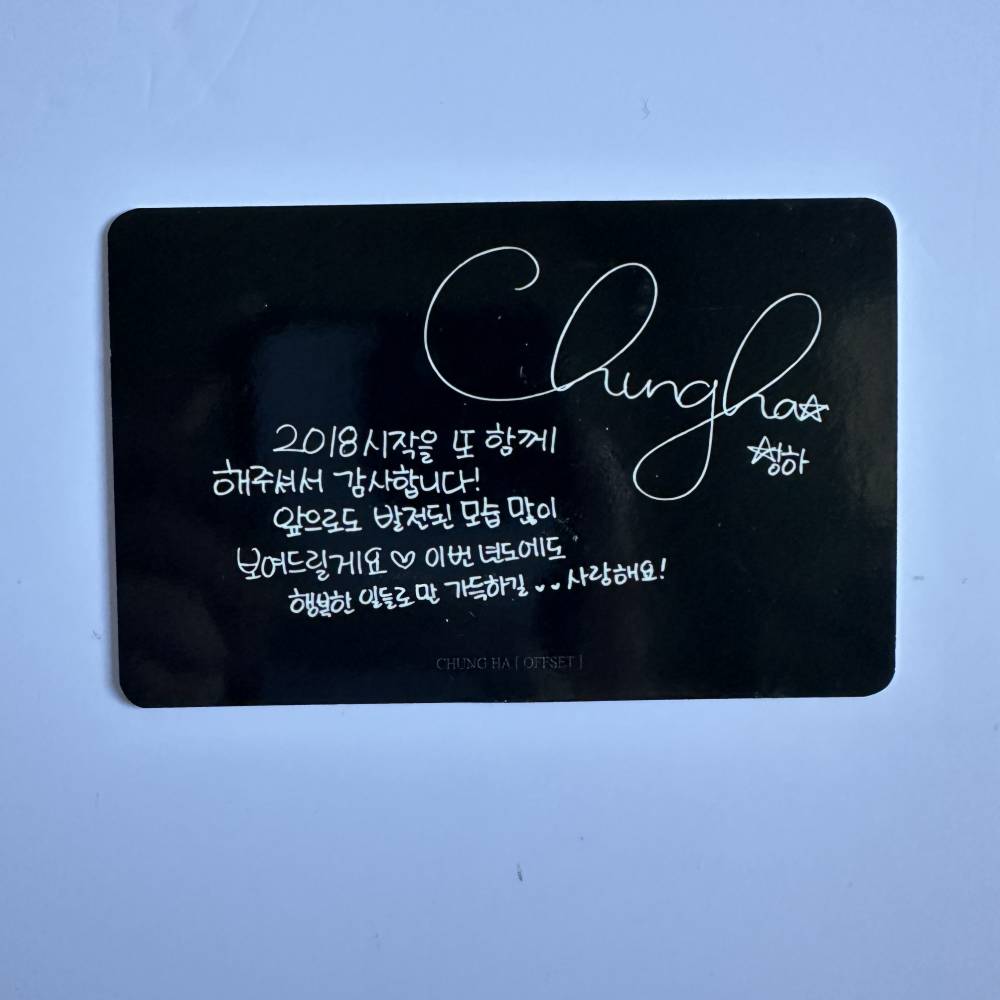 Chungha☆
☆청하
2018 시작을 또 함께
해주셔서 감사합니다!
앞으로도 발전된 모습 많이
보여드릴게요♡ 이번 년도에도
행복한 일들로만 가득하길 ᴗᴗ 사랑해요!
CHUNG HA [ OFFSET ]